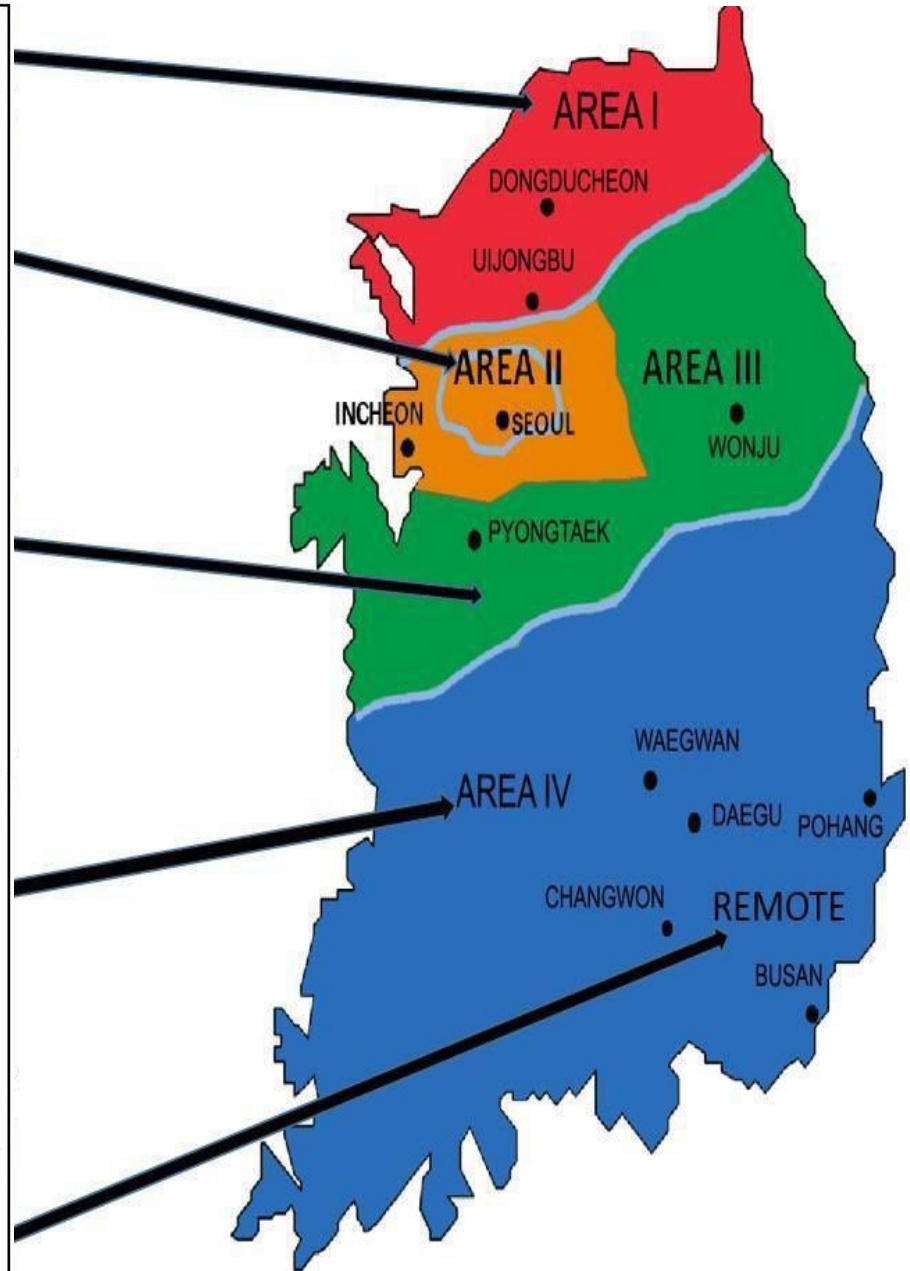 AREA I
DONGDUCHEON
UIJONGBU
AREA II
AREA III
INCHEON
SEOUL
WONJU
PYONGTAEK
WAEGWAN
AREA IV
DAEGU
POHANG
CHANGWON
REMOTE
BUSAN